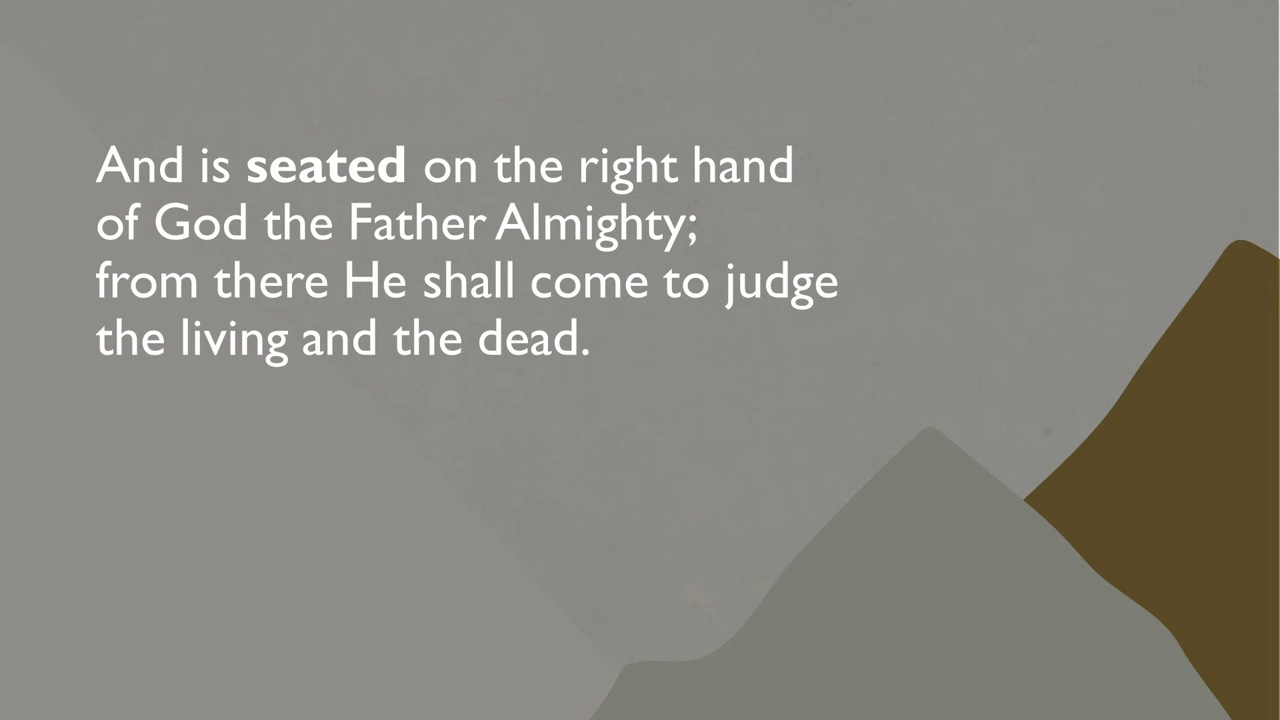 And is seated on the right hand
of God the Father Almighty;
from there He shall come to judge
the living and the dead.